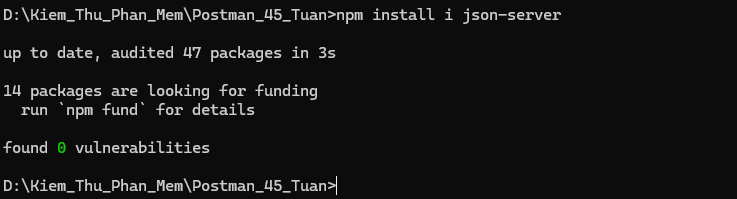 D:\Kiem_Thu_Phan_Mem\Postman_45_Tuan>npm install i json-server
up to date, audited 47 packages in 3s
14 packages are looking for funding
  run `npm fund` for details
found 0 vulnerabilities
D:\Kiem_Thu_Phan_Mem\Postman_45_Tuan>